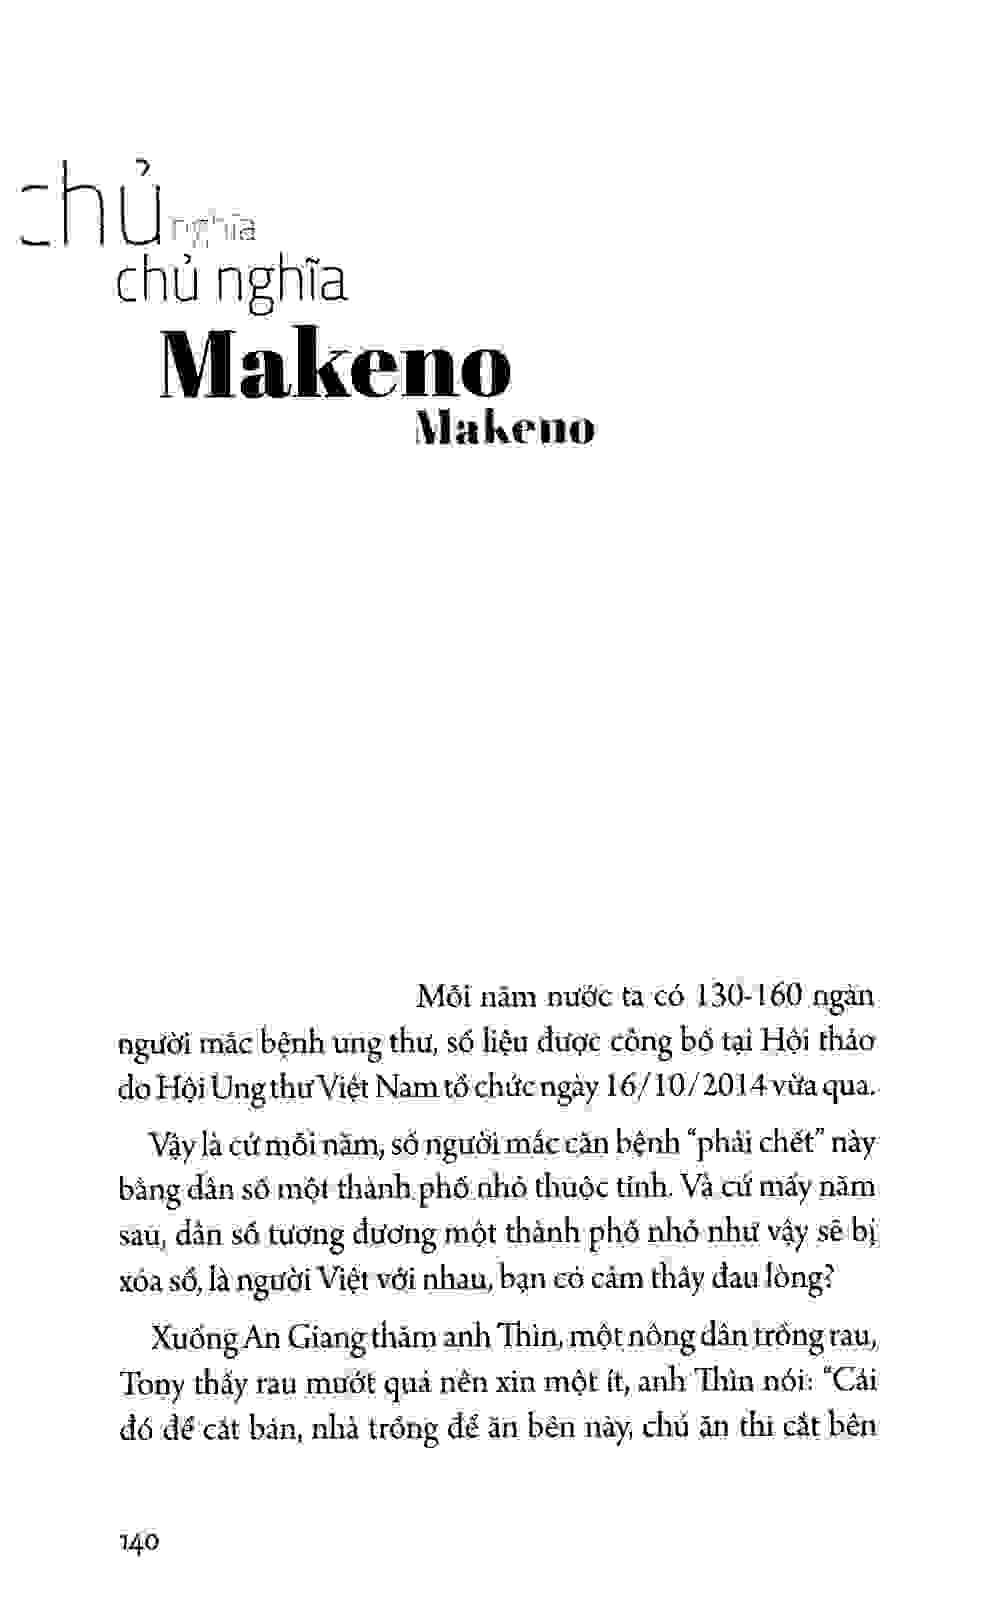 chủ nghĩa
chủ nghĩa
Makeno
Makeno
Mỗi năm nước ta có 130-160 ngàn
người mắc bệnh ung thư, số liệu được công bố tại Hội thảo
do Hội Ung thư Việt Nam tổ chức ngày 16/10/2014 vừa qua.
Vậy là cứ mỗi năm, số người mắc căn bệnh “phải chết” này
bằng dân số một thành phố nhỏ thuộc tỉnh. Và cứ mấy năm
sau, dân số tương đương một thành phố nhỏ như vậy sẽ bị
xóa sổ, là người Việt với nhau, bạn có cảm thấy đau lòng?
Xuống An Giang thăm anh Thìn, một nông dân trồng rau,
Tony thấy rau mướt quá nên xin một ít, anh Thìn nói: “Cái
đó để cắt bán, nhà trồng để ăn bên này, chú ăn thì cắt bên
140